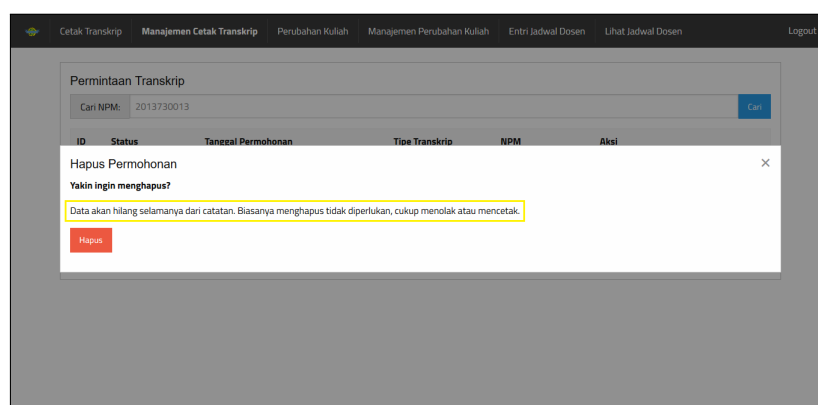 Cetak Transkrip Manajemen Cetak Transkrip Perubahan Kuliah Manajemen Perubahan Kuliah Entri Jadwal Dosen Lihat Jadwal Dosen Logout
Permintaan Transkrip
Cari NPM: 2013730013 Cari
ID Status Tanggal Permohonan Tipe Transkrip NPM Aksi
Hapus Permohonan ×
Yakin ingin menghapus?
Data akan hilang selamanya dari catatan. Biasanya menghapus tidak diperlukan, cukup menolak atau mencetak.
Hapus